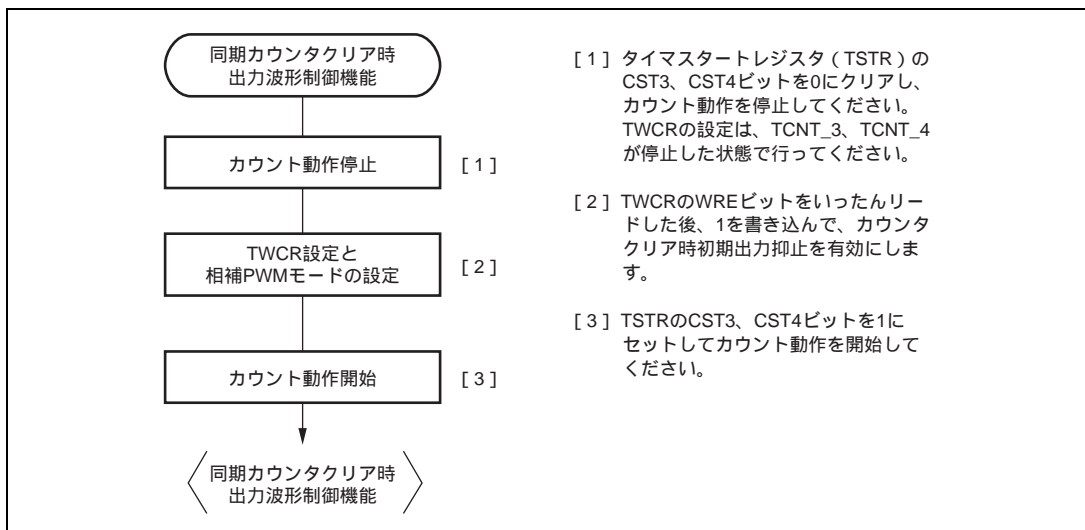 同期カウンタクリア時
出力波形制御機能
カウント動作停止
[ 1 ]
TWCR設定と
相補PWMモードの設定
[ 2 ]
カウント動作開始
[ 3 ]
同期カウンタクリア時
出力波形制御機能
[ 1 ] タイマスタートレジスタ（TSTR）の
CST3、CST4ビットを0にクリアし、
カウント動作を停止してください。
TWCRの設定は、TCNT_3、TCNT_4
が停止した状態で行ってください。
[ 2 ] TWCRのWREビットをいったんリー
ドした後、1を書き込んで、カウンタ
クリア時初期出力抑止を有効にしま
す。
[ 3 ] TSTRのCST3、CST4ビットを1に
セットしてカウント動作を開始して
ください。